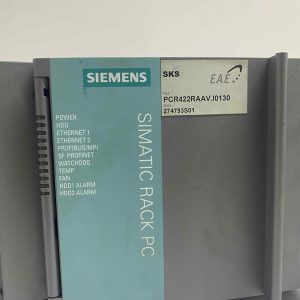 SIEMENS
SKS
EAE
PCR422RAAV.I0130
274793S01
POWER
HDD
ETHERNET 1
ETHERNET 2
PROFIBUS/MPI
SF PROFINET
WATCHDOG
TEMP
FAN
HDD1 ALARM
HDD2 ALARM
SIMATIC RACK PC